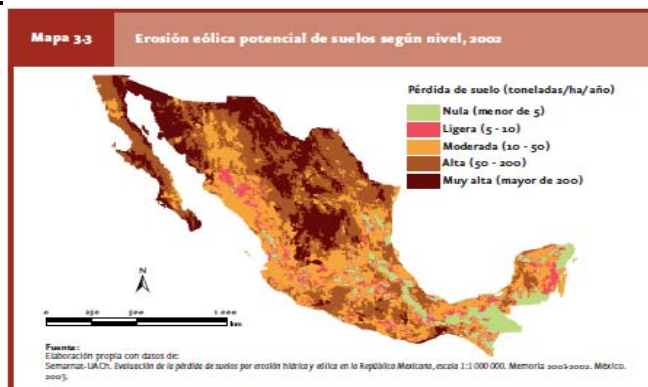 Mapa 3.3
Erosión eólica potencial de suelos según nivel, 2002
Pérdida de suelo (toneladas/ha/año)
Nula (menor de 5)
Ligera (5 - 10)
Moderada (10 - 50)
Alta (50 - 200)
Muy alta (mayor de 200)
N
0 250 500 1 000
km
Fuente:
Elaboración propia con datos de:
Semarnat-UACh. Evaluación de la pérdida de suelos por erosión hídrica y eólica en la República Mexicana, escala 1:1 000 000. Memoria 2001-2002. México.
2003.